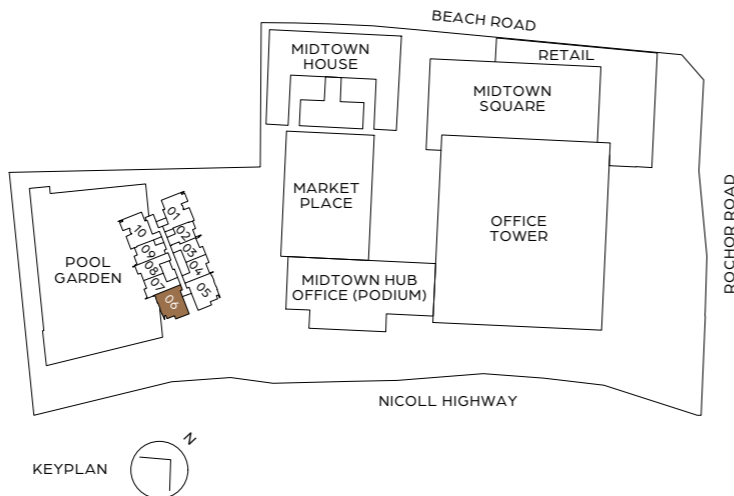 BEACH ROAD
MIDTOWN
HOUSE
RETAIL
MIDTOWN
SQUARE
MARKET
PLACE
OFFICE
TOWER
ROCHOR ROAD
01
02
03
04
05
10
09
08
07
06
POOL
GARDEN
MIDTOWN HUB
OFFICE (PODIUM)
NICOLL HIGHWAY
KEYPLAN
N